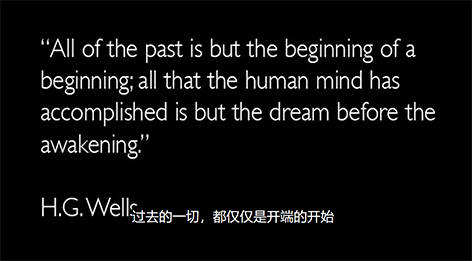 “All of the past is but the beginning of a
beginning; all that the human mind has
accomplished is but the dream before the
awakening.”
H.G. Wells
过去的一切，都仅仅是开端的开始